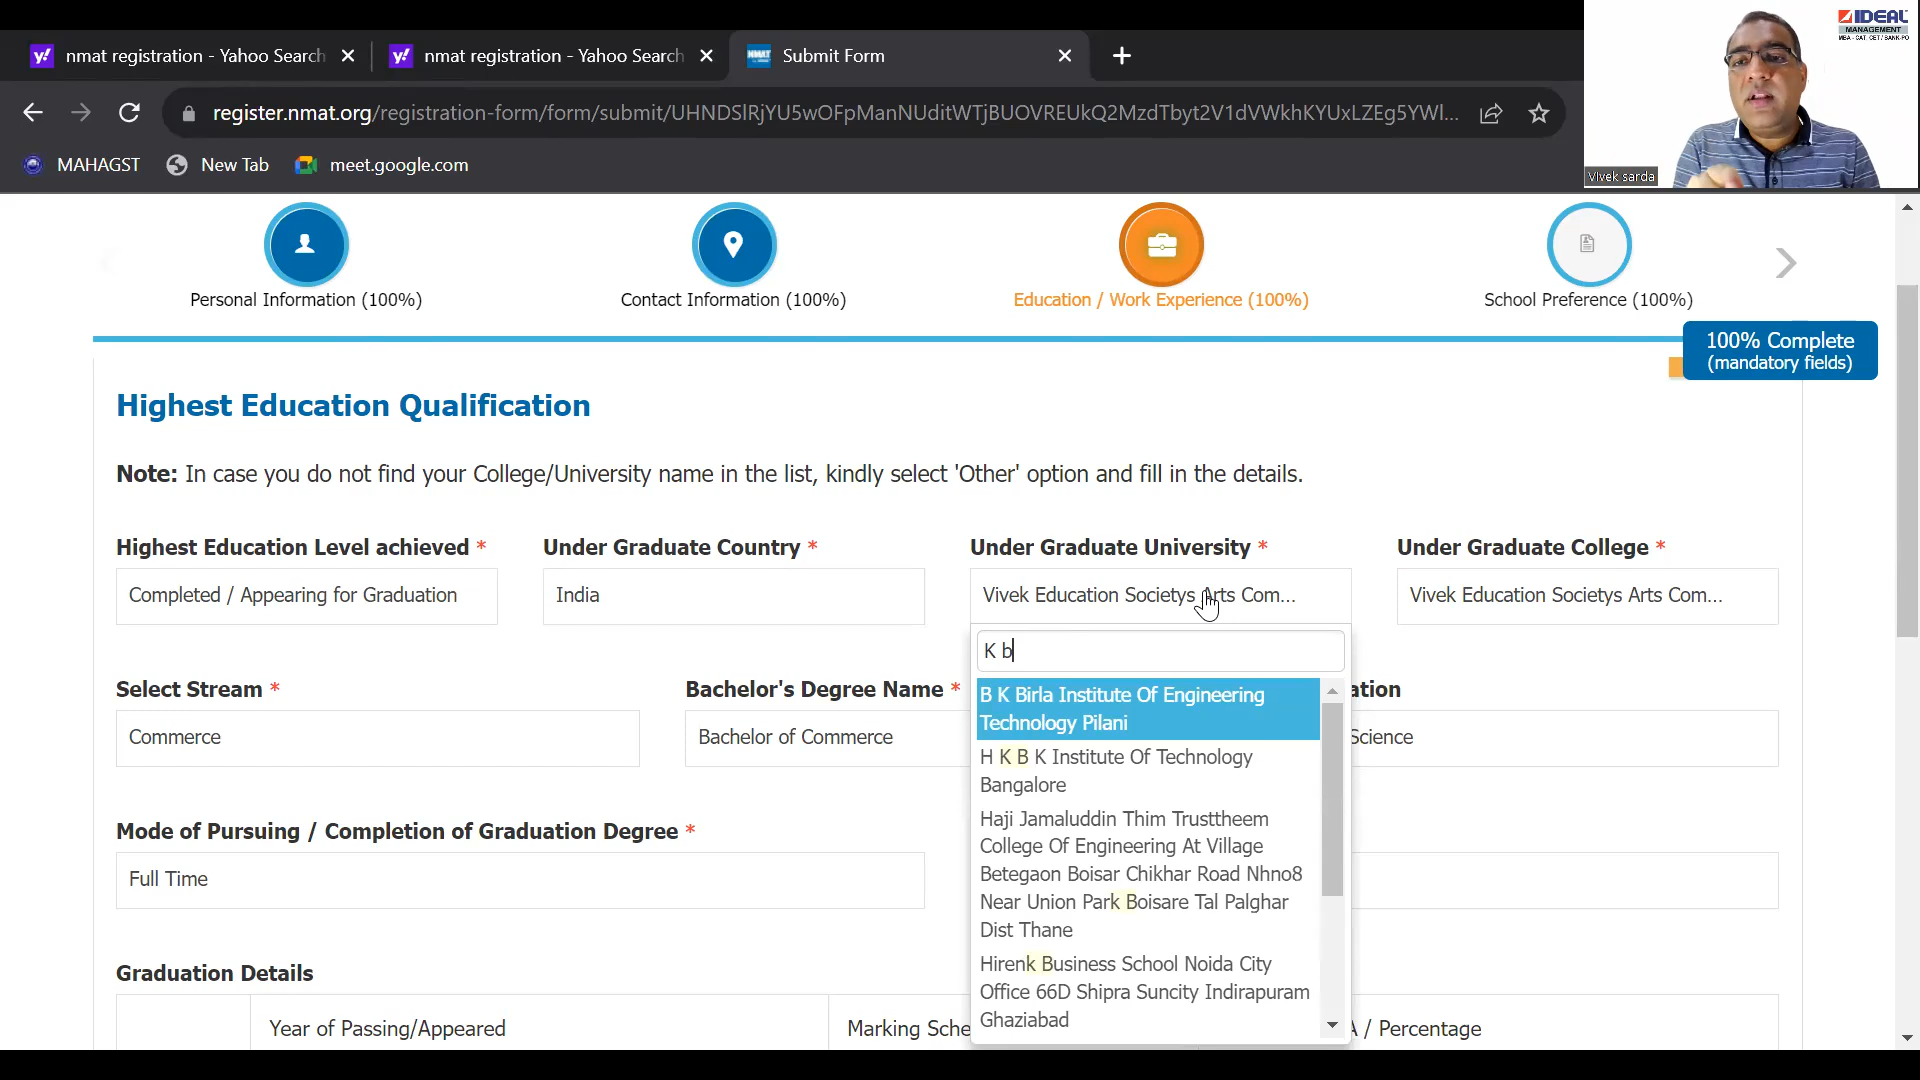 nmat registration - Yahoo Search
nmat registration - Yahoo Search
Submit Form
IDEAL
MANAGEMENT
MBA - CAT, CET / BANK-PO
register.nmat.org/registration-form/form/submit/UHNDSlRjYU5wOFpManNUditWTjBUOVREUkQ2MzdTbyt2V1dVWkhKYUxLZEg5YWl...
MAHAGST
New Tab
meet.google.com
Vivek sarda
Personal Information (100%)
Contact Information (100%)
Education / Work Experience (100%)
School Preference (100%)
100% Complete
(mandatory fields)
Highest Education Qualification
Note: In case you do not find your College/University name in the list, kindly select 'Other' option and fill in the details.
Highest Education Level achieved *
Under Graduate Country *
Under Graduate University *
Under Graduate College *
Completed / Appearing for Graduation
India
Vivek Education Societys Arts Com...
Vivek Education Societys Arts Com...
K b
Select Stream *
Bachelor's Degree Name *
ation
Commerce
Bachelor of Commerce
Science
B K Birla Institute Of Engineering
Technology Pilani
H K B K Institute Of Technology
Bangalore
Haji Jamaluddin Thim Trusttheem
College Of Engineering At Village
Betegaon Boisar Chikhar Road Nhno8
Near Union Park Boisare Tal Palghar
Dist Thane
Hirenk Business School Noida City
Office 66D Shipra Suncity Indirapuram
Ghaziabad
Mode of Pursuing / Completion of Graduation Degree *
Full Time
Graduation Details
Year of Passing/Appeared
Marking Sche
A / Percentage